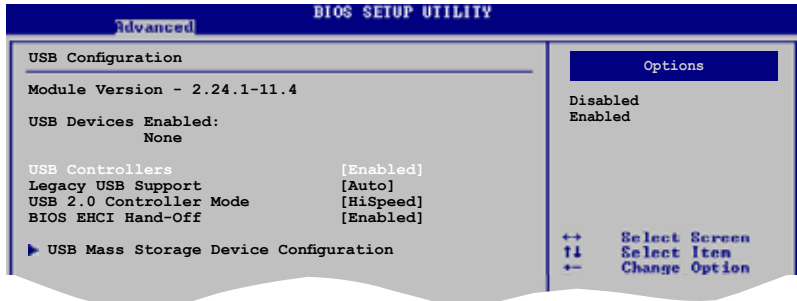 BIOS SETUP UTILITY
Advanced
USB Configuration
Module Version - 2.24.1-11.4
USB Devices Enabled:
None
USB Controllers [Enabled]
Legacy USB Support [Auto]
USB 2.0 Controller Mode [HiSpeed]
BIOS EHCI Hand-Off [Enabled]
USB Mass Storage Device Configuration
Options
Disabled
Enabled
↔ Select Screen
↑↓ Select Item
+- Change Option